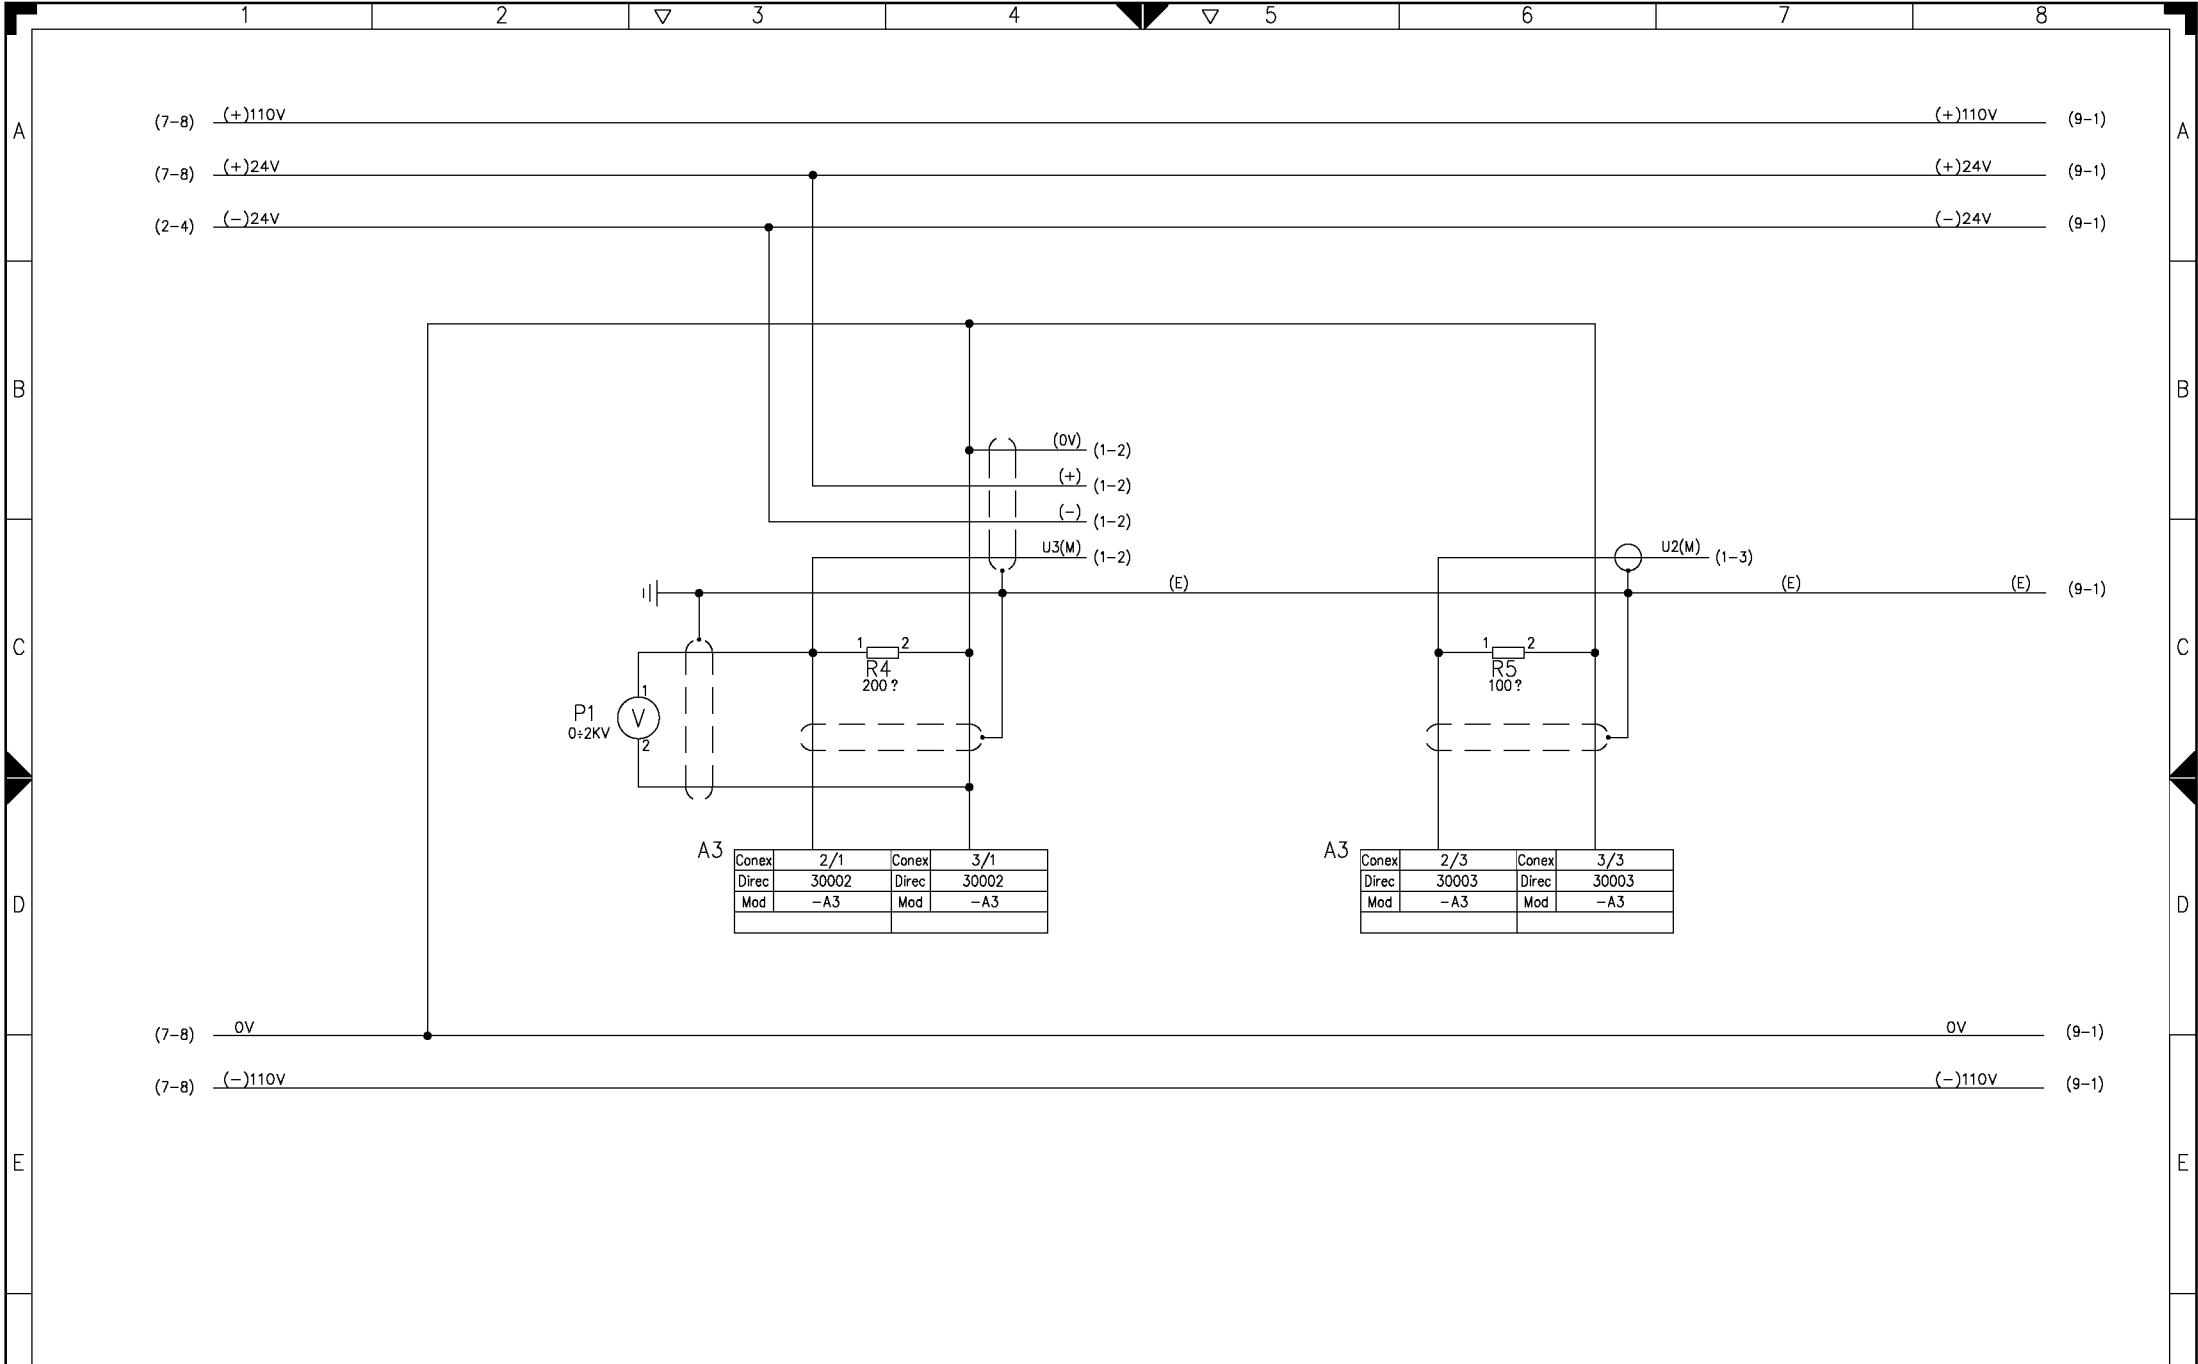 1 2 3 4 5 6 7 8
A (7-8) (+)110V (+)110V (9-1) A
(7-8) (+)24V (+)24V (9-1)
(2-4) (-)24V (-)24V (9-1)
B B
(0V) (1-2)
(+) (1-2)
(-) (1-2)
U3(M) (1-2) U2(M) (1-3)
(E) (E) (E) (9-1)
C 1 2 1 2 C
R4 R5
200? 100?
1
P1 V
0÷2KV
2
A3 Conex 2/1 Conex 3/1 A3 Conex 2/3 Conex 3/3
Direc 30002 Direc 30002 Direc 30003 Direc 30003
D Mod -A3 Mod -A3 Mod -A3 Mod -A3 D
(7-8) 0V 0V (9-1)
(7-8) (-)110V (-)110V (9-1)
E E